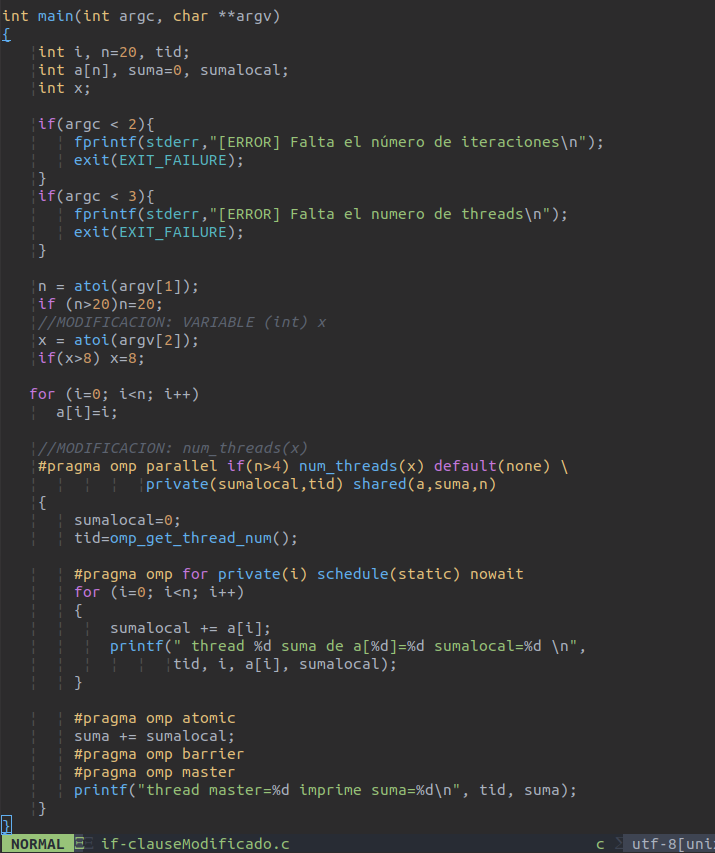 int main(int argc, char **argv)
{
    int i, n=20, tid;
    int a[n], suma=0, sumalocal;
    int x;

    if(argc < 2){
        fprintf(stderr,"[ERROR] Falta el número de iteraciones\n");
        exit(EXIT_FAILURE);
    }
    if(argc < 3){
        fprintf(stderr,"[ERROR] Falta el numero de threads\n");
        exit(EXIT_FAILURE);
    }

    n = atoi(argv[1]);
    if (n>20)n=20;
    //MODIFICACION: VARIABLE (int) x
    x = atoi(argv[2]);
    if(x>8) x=8;

   for (i=0; i<n; i++)
      a[i]=i;

    //MODIFICACION: num_threads(x)
    #pragma omp parallel if(n>4) num_threads(x) default(none) \
                private(sumalocal,tid) shared(a,suma,n)
    {
        sumalocal=0;
        tid=omp_get_thread_num();

        #pragma omp for private(i) schedule(static) nowait
        for (i=0; i<n; i++)
        {
            sumalocal += a[i];
            printf(" thread %d suma de a[%d]=%d sumalocal=%d \n",
                   tid, i, a[i], sumalocal);
        }

        #pragma omp atomic
        suma += sumalocal;
        #pragma omp barrier
        #pragma omp master
        printf("thread master=%d imprime suma=%d\n", tid, suma);
    }
}
NORMAL if-clauseModificado.c c utf-8[uni